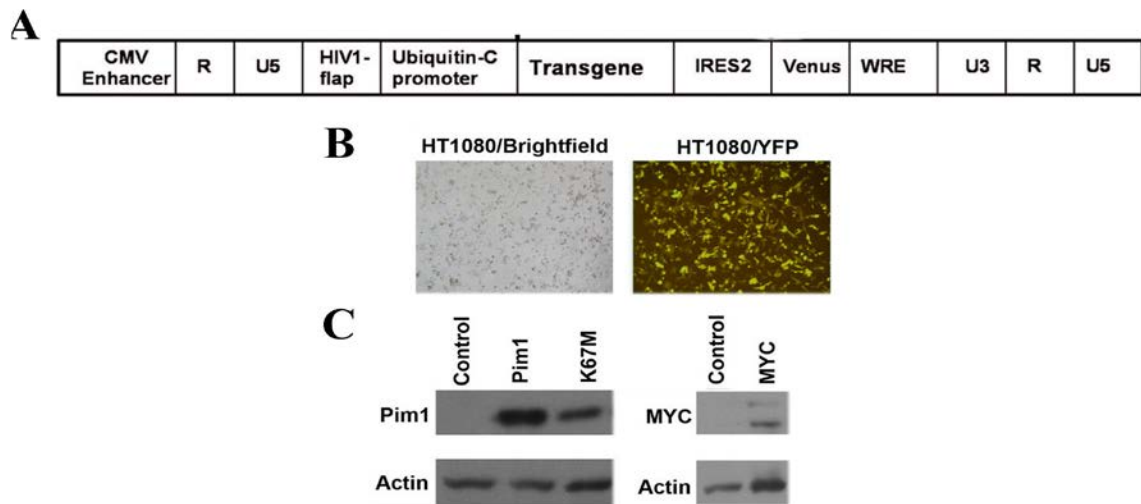 A
CMV Enhancer
R
U5
HIV1-flap
Ubiquitin-C promoter
Transgene
IRES2
Venus
WRE
U3
R
U5
B
HT1080/Brightfield
HT1080/YFP
C
Control
Pim1
K67M
Control
MYC
Pim1
MYC
Actin
Actin